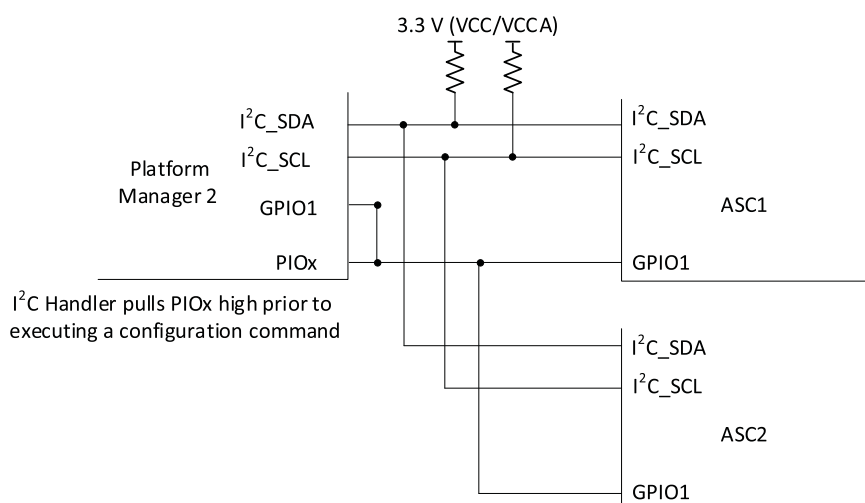 3.3 V (VCC/VCCA)
I²C_SDA
I²C_SDA
I²C_SCL
I²C_SCL
Platform
Manager 2
GPIO1
ASC1
PIOx
GPIO1
I²C Handler pulls PIOx high prior to
executing a configuration command
I²C_SDA
I²C_SCL
ASC2
GPIO1